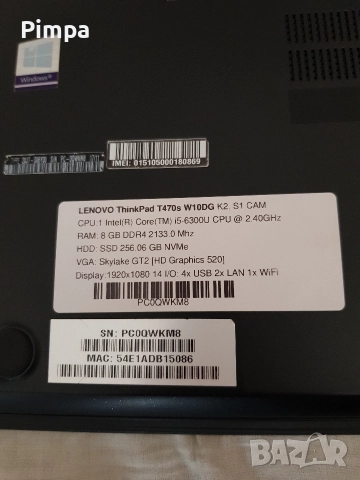 Pimpa
Windows
IMEI: 015105000180869
LENOVO ThinkPad T470s W10DG K2. S1 CAM
CPU:1 Intel(R) Core(TM) i5-6300U CPU @ 2.40GHz
RAM: 8 GB DDR4 2133.0 Mhz
HDD: SSD 256.06 GB NVMe
VGA: Skylake GT2 [HD Graphics 520]
Display:1920x1080 14 I/O: 4x USB 2x LAN 1x WiFi
PC0QWKM8
SN: PC0QWKM8
MAC: 54E1ADB15086
BAZAR